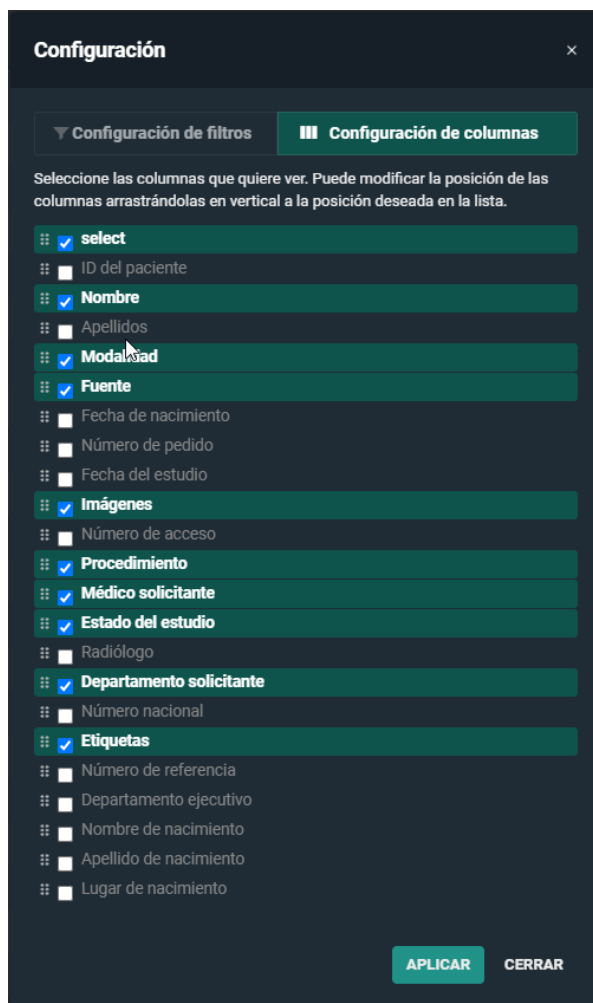 Configuración
×
Configuración de filtros
Configuración de columnas
Seleccione las columnas que quiere ver. Puede modificar la posición de las
columnas arrastrándolas en vertical a la posición deseada en la lista.
select
ID del paciente
Nombre
Apellidos
Modalidad
Fuente
Fecha de nacimiento
Número de pedido
Fecha del estudio
Imágenes
Número de acceso
Procedimiento
Médico solicitante
Estado del estudio
Radiólogo
Departamento solicitante
Número nacional
Etiquetas
Número de referencia
Departamento ejecutivo
Nombre de nacimiento
Apellido de nacimiento
Lugar de nacimiento
APLICAR
CERRAR